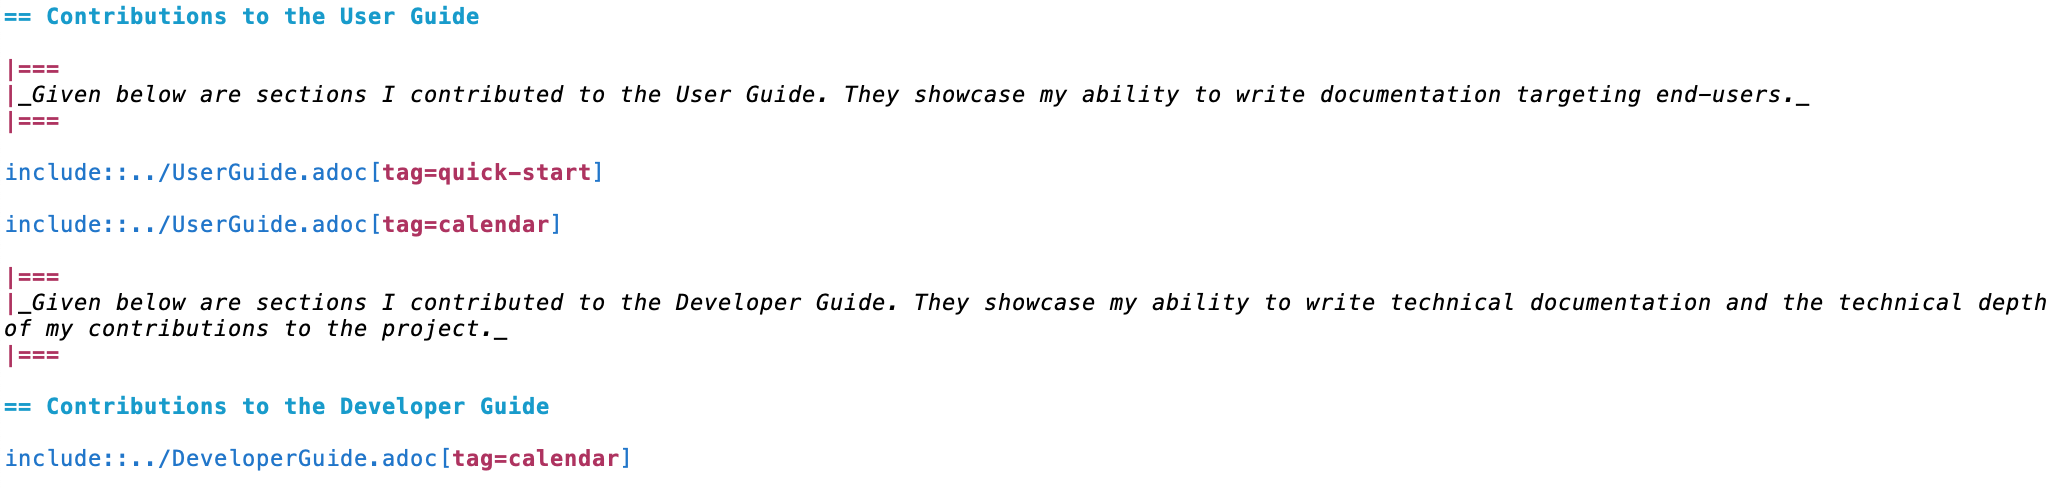 == Contributions to the User Guide
|===
|_Given below are sections I contributed to the User Guide. They showcase my ability to write documentation targeting end-users._
|===
include::../UserGuide.adoc[tag=quick-start]
include::../UserGuide.adoc[tag=calendar]
|===
|_Given below are sections I contributed to the Developer Guide. They showcase my ability to write technical documentation and the technical depth
of my contributions to the project._
|===
== Contributions to the Developer Guide
include::../DeveloperGuide.adoc[tag=calendar]